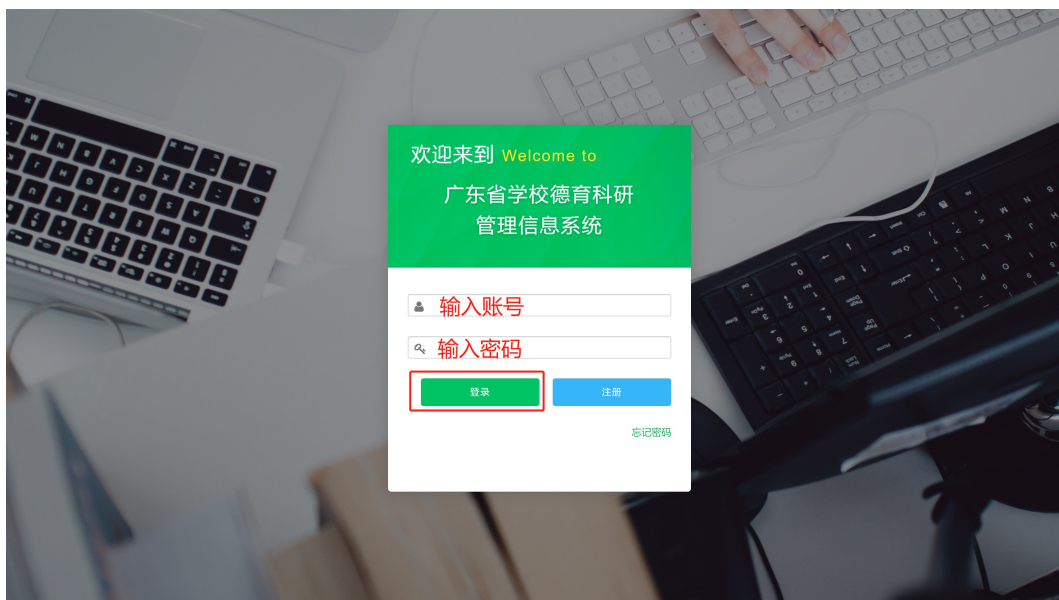 欢迎来到 Welcome to
广东省学校德育科研
管理信息系统
输入账号
输入密码
登录 注册
忘记密码